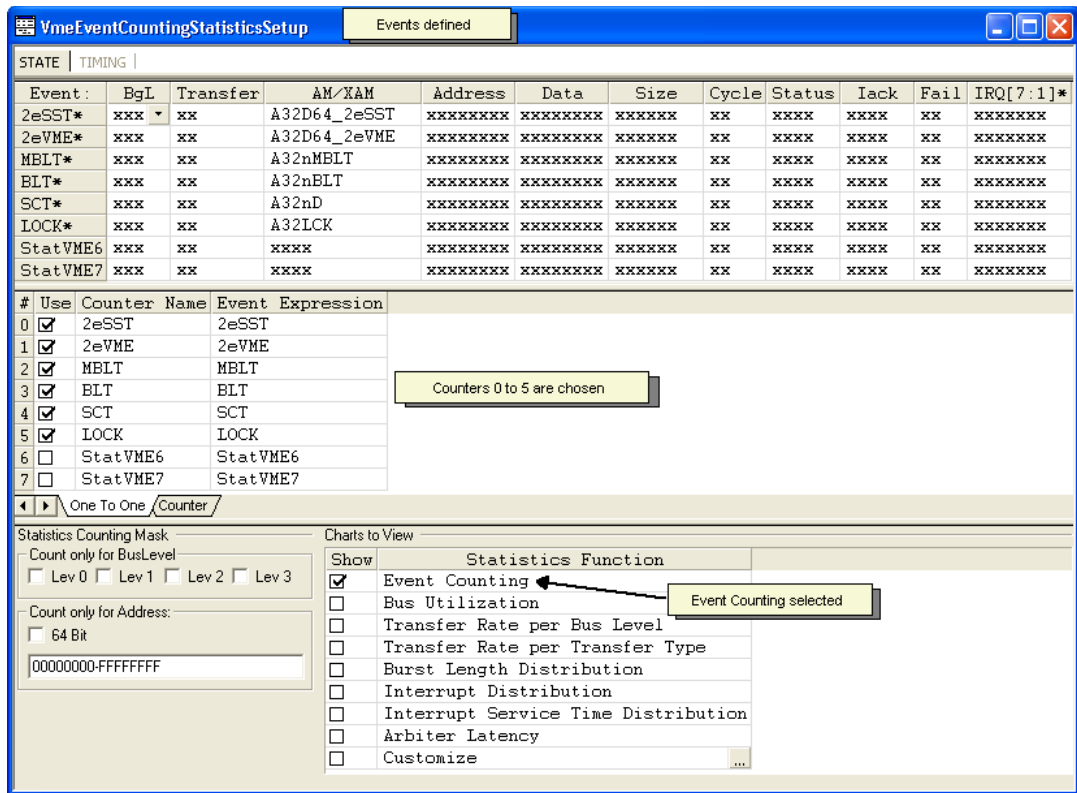 VmeEventCountingStatisticsSetup
Events defined
STATE TIMING
Event: BgL Transfer AM/XAM Address Data Size Cycle Status Iack Fail IRQ[7:1]*
2eSST* xxx xx A32D64_2eSST xxxxxxxx xxxxxxxx xxxxxx xx xxxx xxxx xx xxxxxxx
2eVME* xxx xx A32D64_2eVME xxxxxxxx xxxxxxxx xxxxxx xx xxxx xxxx xx xxxxxxx
MBLT* xxx xx A32nMBLT xxxxxxxx xxxxxxxx xxxxxx xx xxxx xxxx xx xxxxxxx
BLT* xxx xx A32nBLT xxxxxxxx xxxxxxxx xxxxxx xx xxxx xxxx xx xxxxxxx
SCT* xxx xx A32nD xxxxxxxx xxxxxxxx xxxxxx xx xxxx xxxx xx xxxxxxx
LOCK* xxx xx A32LCK xxxxxxxx xxxxxxxx xxxxxx xx xxxx xxxx xx xxxxxxx
StatVME6 xxx xx xxxx xxxxxxxx xxxxxxxx xxxxxx xx xxxx xxxx xx xxxxxxx
StatVME7 xxx xx xxxx xxxxxxxx xxxxxxxx xxxxxx xx xxxx xxxx xx xxxxxxx
# Use Counter Name Event Expression
0 2eSST 2eSST
1 2eVME 2eVME
2 MBLT MBLT
3 BLT BLT
4 SCT SCT
5 LOCK LOCK
6 StatVME6 StatVME6
7 StatVME7 StatVME7
Counters 0 to 5 are chosen
One To One Counter
Statistics Counting Mask
Count only for BusLevel
Lev 0 Lev 1 Lev 2 Lev 3
Count only for Address:
64 Bit
00000000-FFFFFFFF
Charts to View
Show Statistics Function
Event Counting
Bus Utilization
Transfer Rate per Bus Level
Transfer Rate per Transfer Type
Burst Length Distribution
Interrupt Distribution
Interrupt Service Time Distribution
Arbiter Latency
Customize ...
Event Counting selected